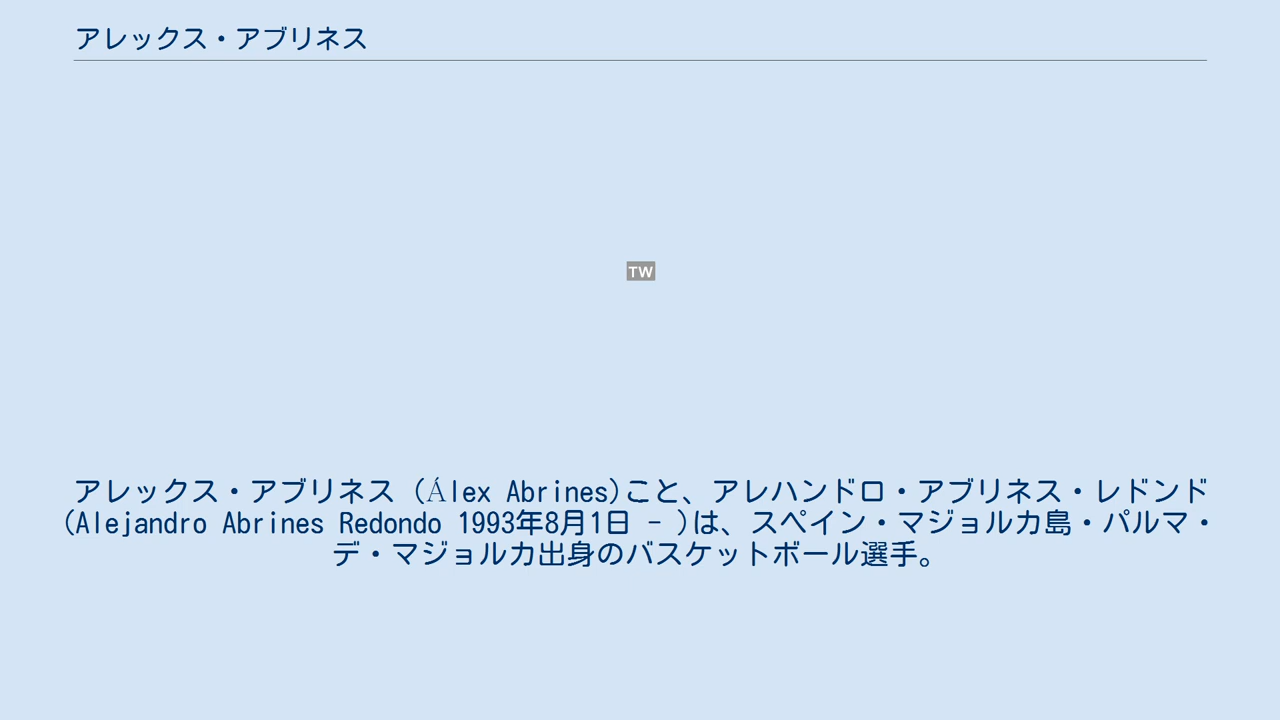 アレックス・アブリネス
TW
アレックス・アブリネス (Álex Abrines)こと、アレハンドロ・アブリネス・レドンド
(Alejandro Abrines Redondo 1993年8月1日 - )は、スペイン・マジョルカ島・パルマ・
デ・マジョルカ出身のバスケットボール選手。